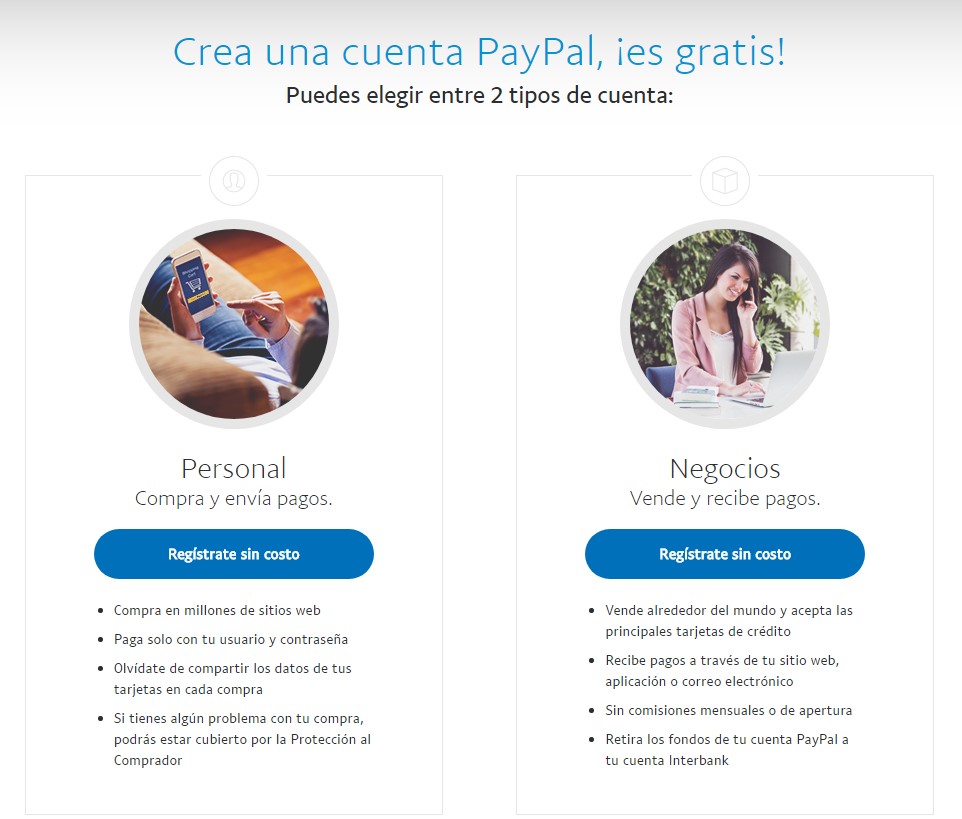 Crea una cuenta PayPal, ¡es gratis!
Puedes elegir entre 2 tipos de cuenta:
Shopping
Cart
Personal
Compra y envía pagos.
Regístrate sin costo
Compra en millones de sitios web
Paga solo con tu usuario y contraseña
Olvídate de compartir los datos de tus
tarjetas en cada compra
Si tienes algún problema con tu compra,
podrás estar cubierto por la Protección al
Comprador
Negocios
Vende y recibe pagos.
Regístrate sin costo
Vende alrededor del mundo y acepta las
principales tarjetas de crédito
Recibe pagos a través de tu sitio web,
aplicación o correo electrónico
Sin comisiones mensuales o de apertura
Retira los fondos de tu cuenta PayPal a
tu cuenta Interbank